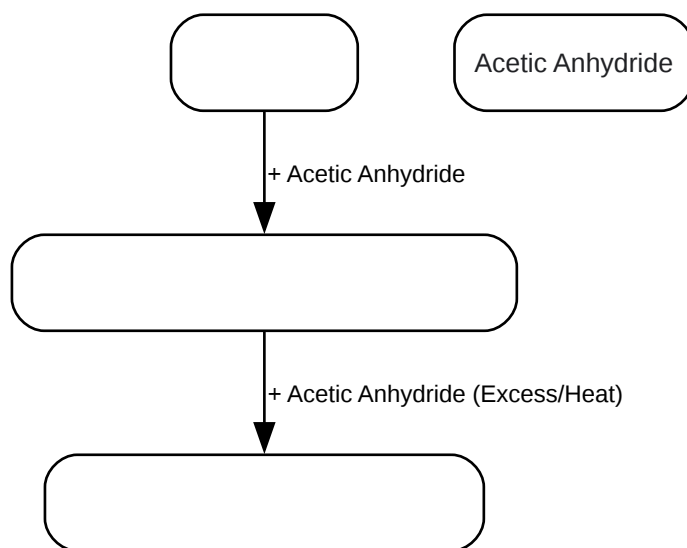 Acetic Anhydride
+ Acetic Anhydride
+ Acetic Anhydride (Excess/Heat)